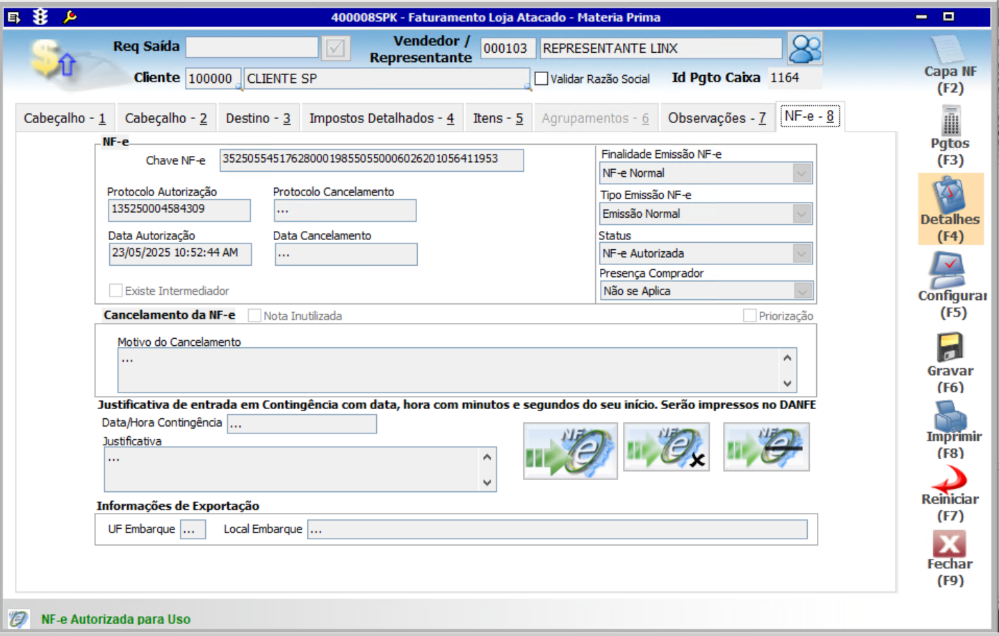 400008SPK - Faturamento Loja Atacado - Materia Prima
Req Saída
Vendedor /
Representante
000103
REPRESENTANTE LINX
Cliente
100000
CLIENTE SP
Validar Razão Social
Id Pgto Caixa
1164
Cabeçalho - 1
Cabeçalho - 2
Destino - 3
Impostos Detalhados - 4
Itens - 5
Agrupamentos - 6
Observações - 7
NF-e - 8
NF-e
Chave NF-e
35250554517628000198550550006026201056411953
Finalidade Emissão NF-e
NF-e Normal
Protocolo Autorização
135250004584309
Protocolo Cancelamento
...
Tipo Emissão NF-e
Emissão Normal
Data Autorização
23/05/2025 10:52:44 AM
Data Cancelamento
...
Status
NF-e Autorizada
Presença Comprador
Não se Aplica
Existe Intermediador
Cancelamento da NF-e
Nota Inutilizada
Priorização
Motivo do Cancelamento
...
Justificativa de entrada em Contingência com data, hora com minutos e segundos do seu início. Serão impressos no DANFE
Data/Hora Contingência
...
Justificativa
...
NF e
NF e x
NF e
Informações de Exportação
UF Embarque
...
Local Embarque
...
Capa NF
(F2)
Pgtos
(F3)
Detalhes
(F4)
Configurar
(F5)
Gravar
(F6)
Imprimir
(F8)
Reiniciar
(F7)
Fechar
(F9)
NF-e Autorizada para Uso